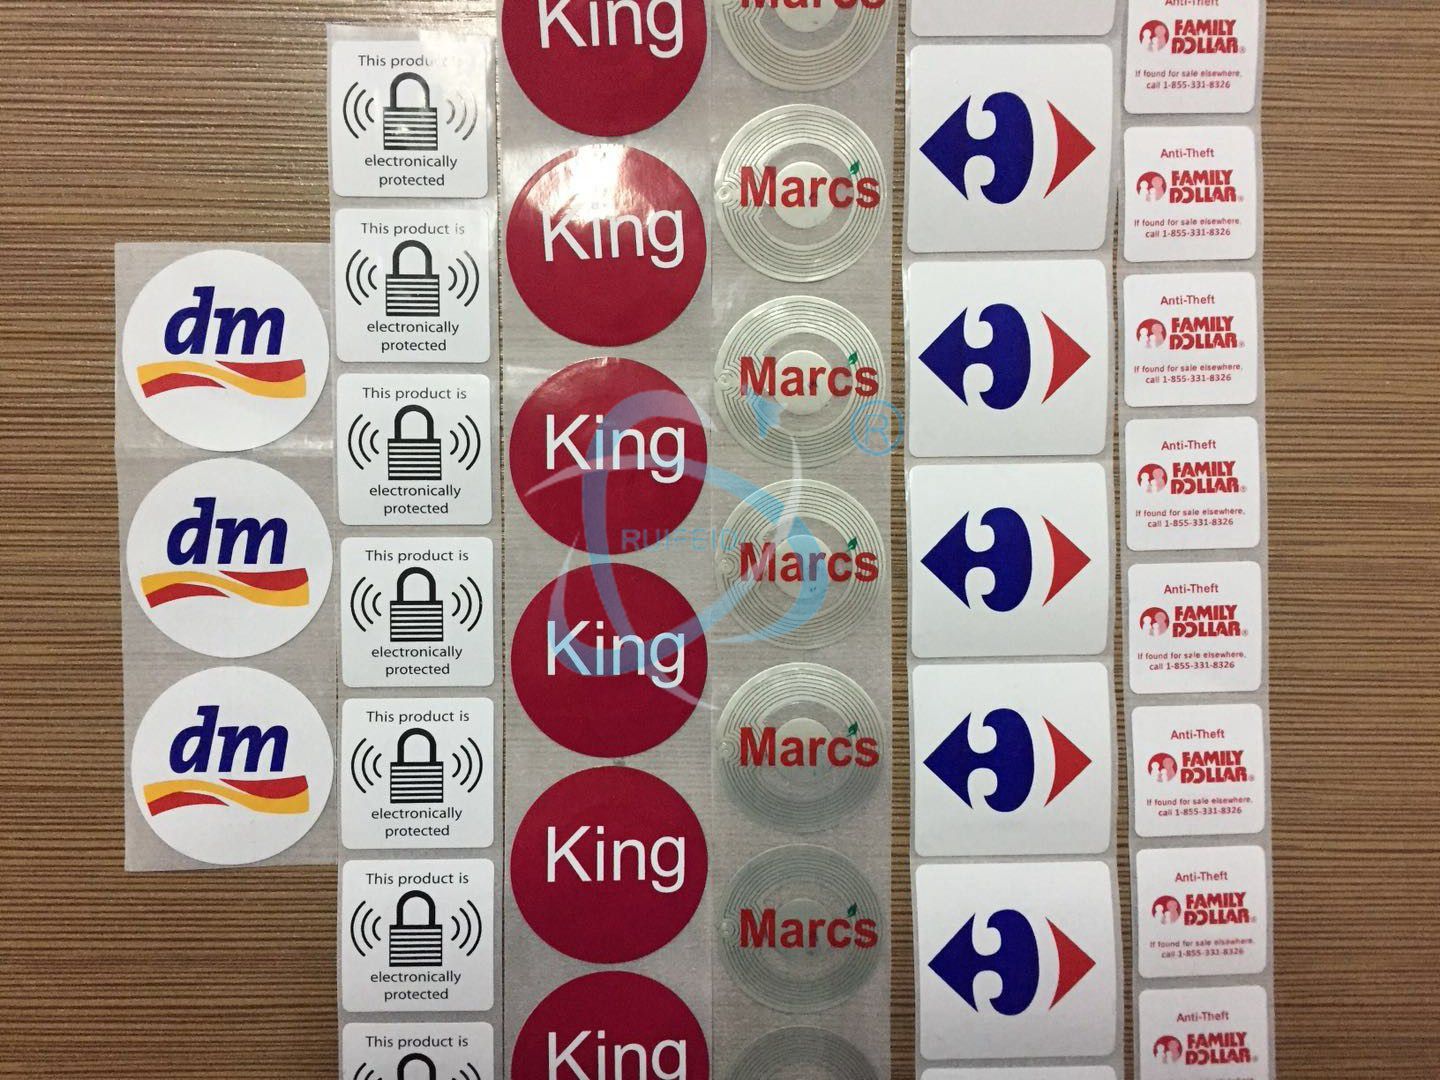 dm
dm
dm
This product is
electronically
protected
This product is
electronically
protected
This product is
electronically
protected
This product is
electronically
protected
This product is
electronically
protected
This product is
electronically
protected
This product is
King
King
King
King
King
King
Marc's
Marc's
Marc's
Marc's
Marc's
Marc's
®
Anti-Theft
FAMILY
DOLLAR®
If found for sale elsewhere,
call 1-855-331-8326
Anti-Theft
FAMILY
DOLLAR®
If found for sale elsewhere,
call 1-855-331-8326
Anti-Theft
FAMILY
DOLLAR®
If found for sale elsewhere,
call 1-855-331-8326
Anti-Theft
FAMILY
DOLLAR®
If found for sale elsewhere,
call 1-855-331-8326
Anti-Theft
FAMILY
DOLLAR®
If found for sale elsewhere,
call 1-855-331-8326
Anti-Theft
FAMILY
DOLLAR®
If found for sale elsewhere,
call 1-855-331-8326
Anti-Theft
FAMILY
DOLLAR®
If found for sale elsewhere,
call 1-855-331-8326
Anti-Theft
FAMILY
DOLLAR®